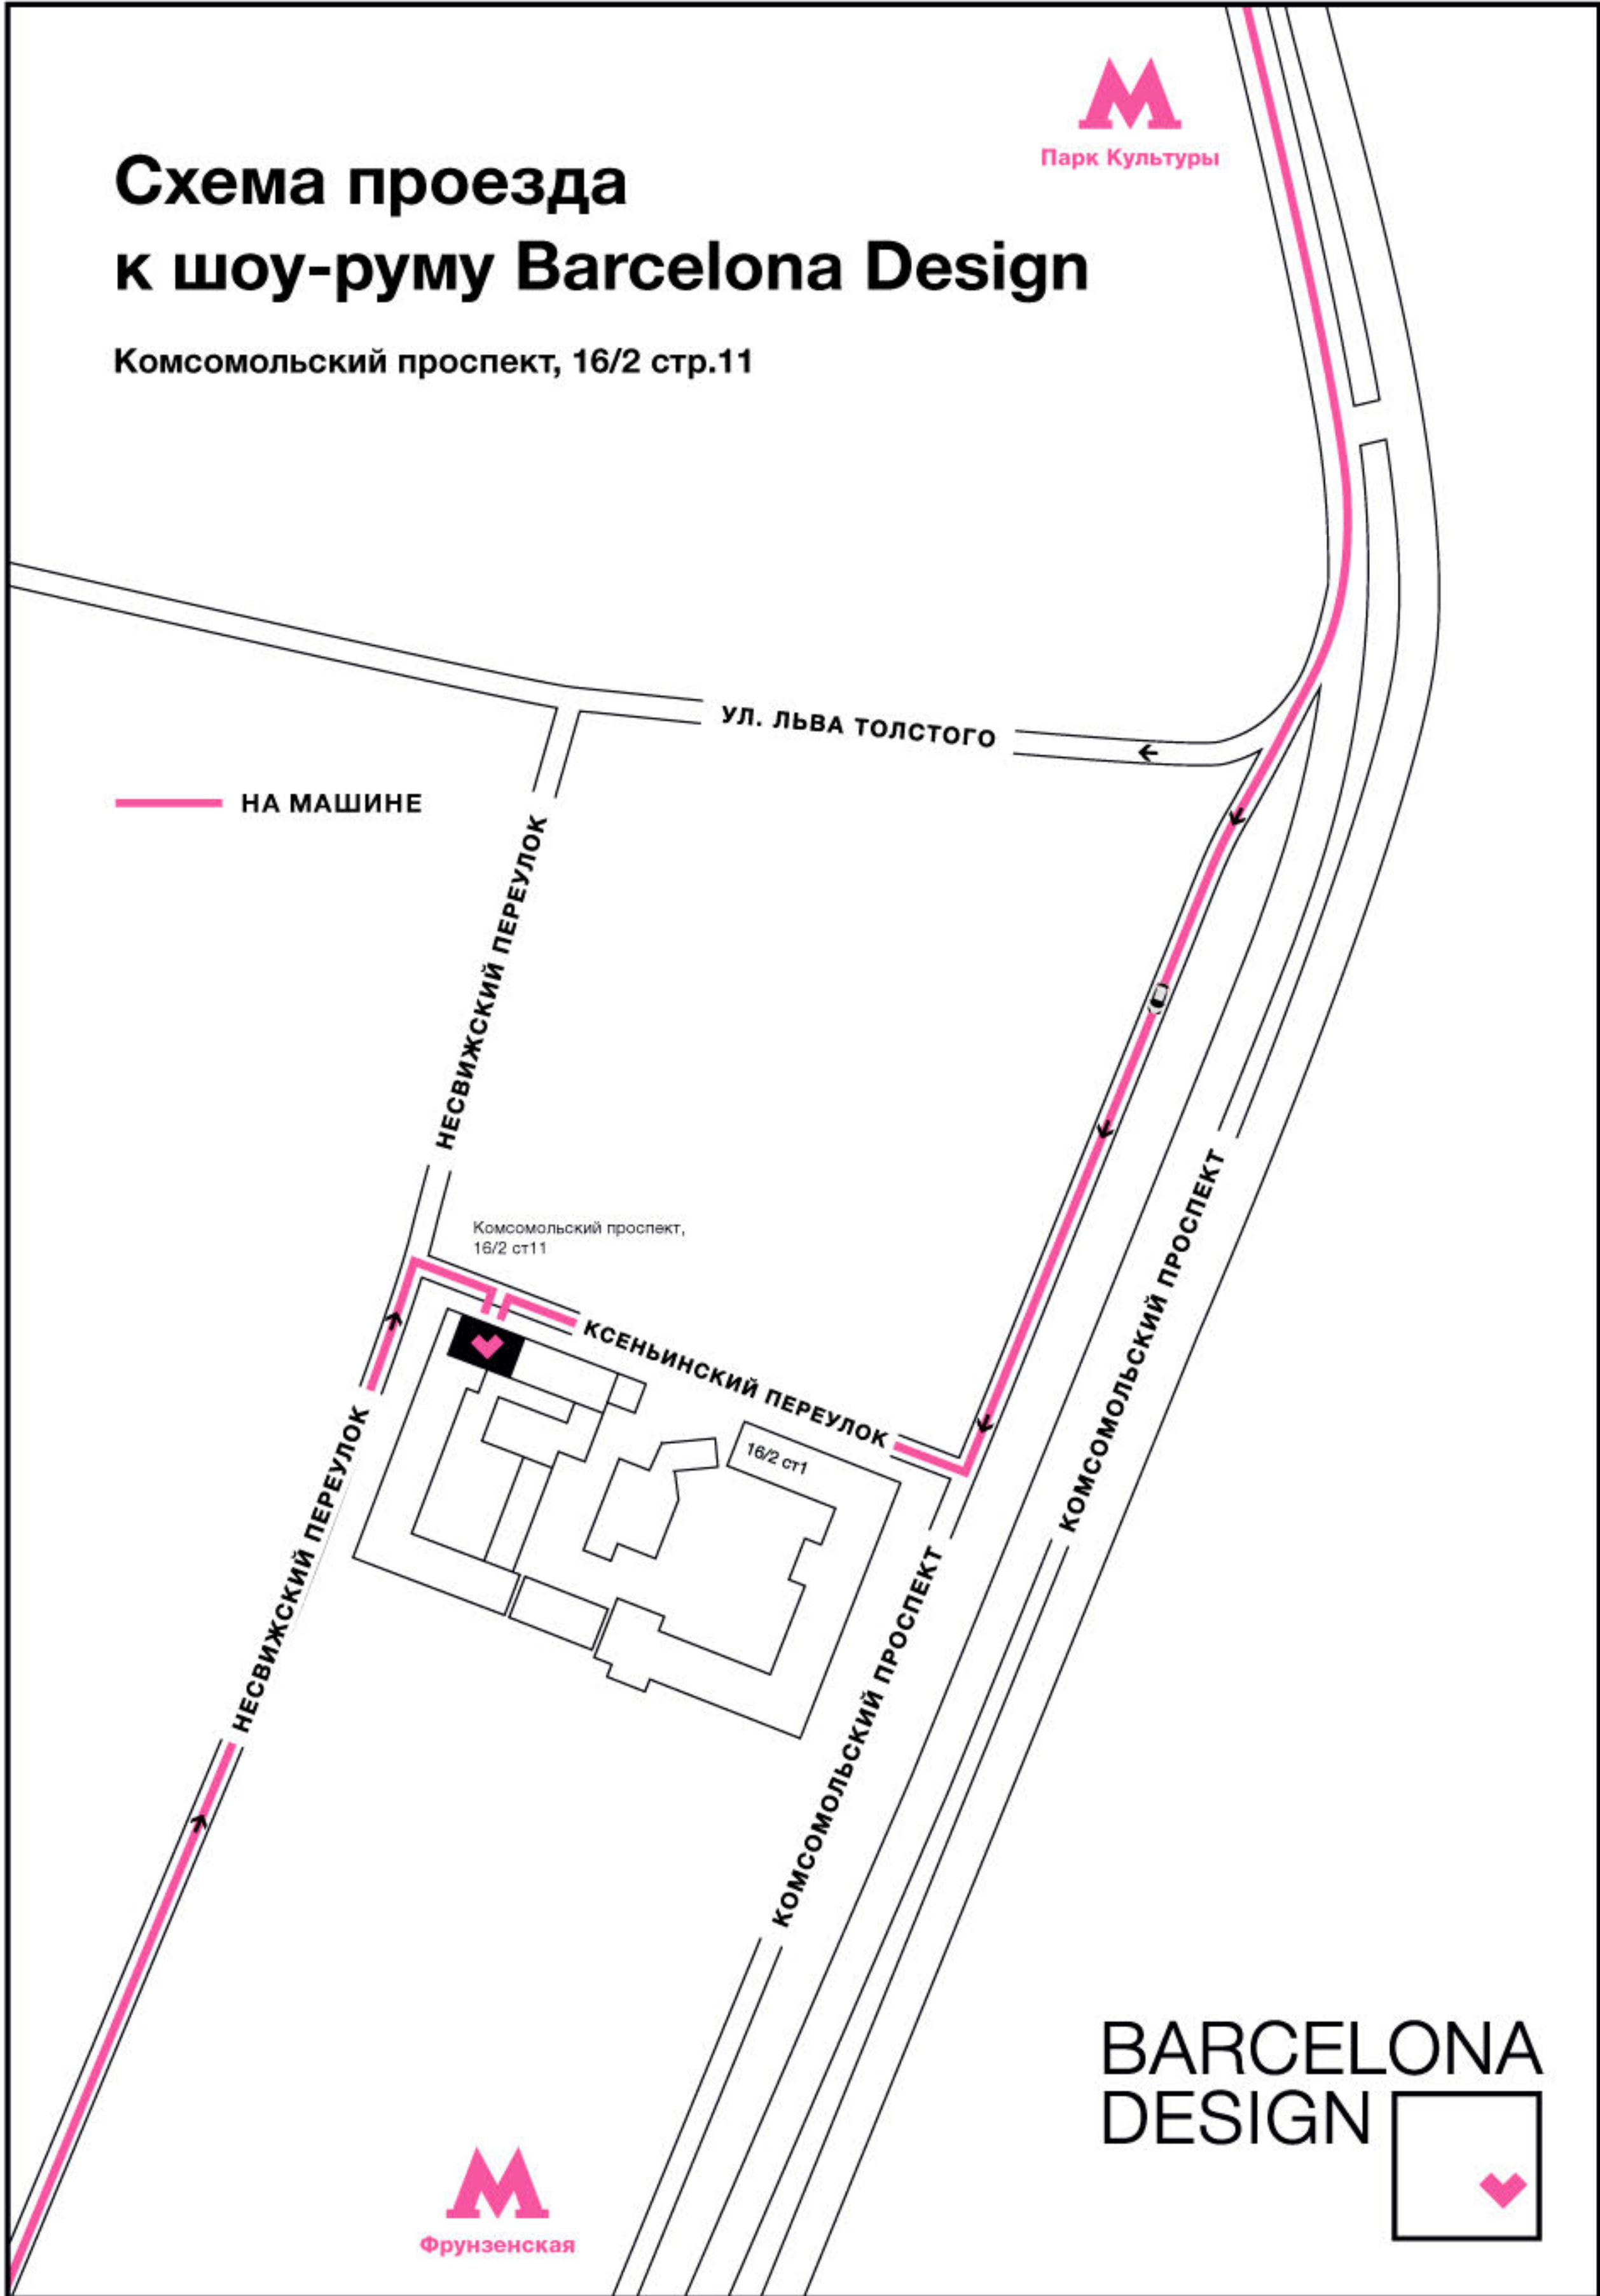 Парк Культуры
Схема проезда
к шоу-руму Barcelona Design
Комсомольский проспект, 16/2 стр.11
УЛ. ЛЬВА ТОЛСТОГО
НА МАШИНЕ
НЕСВИЖСКИЙ ПЕРЕУЛОК
Комсомольский проспект,
16/2 ст11
КСЕНЬИНСКИЙ ПЕРЕУЛОК
КОМСОМОЛЬСКИЙ ПРОСПЕКТ
16/2 ст1
НЕСВИЖСКИЙ ПЕРЕУЛОК
КОМСОМОЛЬСКИЙ ПРОСПЕКТ
BARCELONA
DESIGN
Фрунзенская